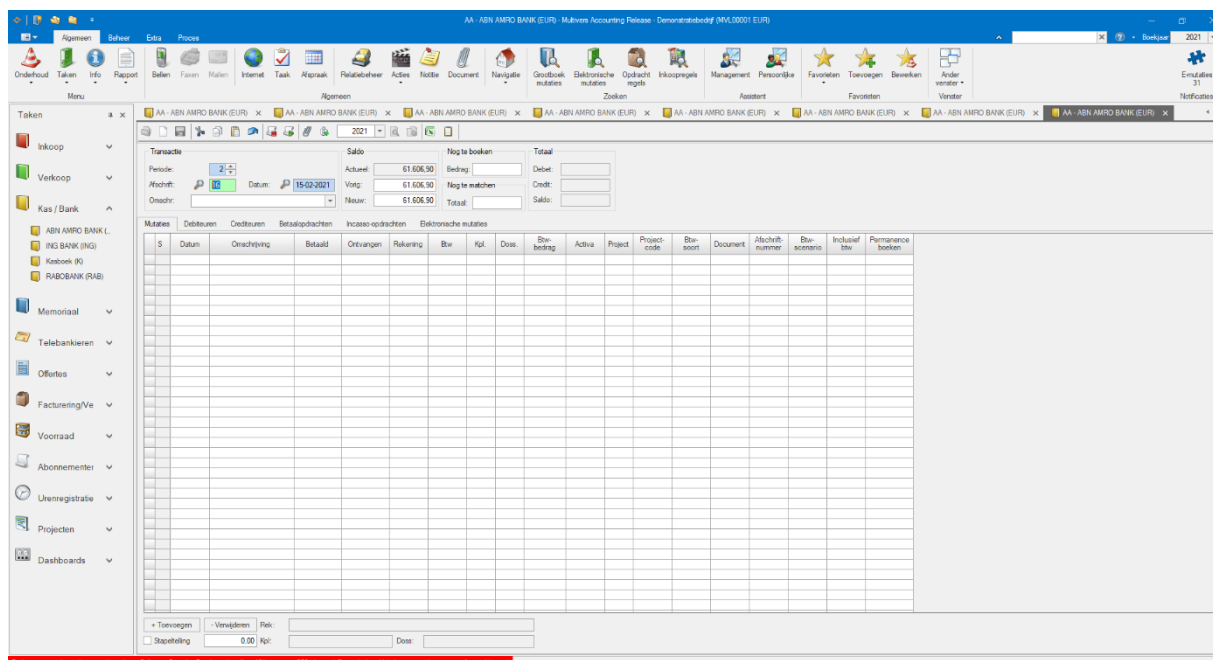 AA - ABN AMRO BANK (EUR) - Multivers Accounting Release - Demonstratiebedrijf (MVL00001 EUR)
Algemeen Beheer Extra Proces
Boekjaar 2021
Onderhoud Taken Info Rapport Bellen Faxen Mailen Internet Taak Afspraak Relatiebeheer Acties Notitie Document Navigatie Grootboek mutaties Elektronische mutaties Opdracht regels Inkoopregels Management Persoonlijke Favorieten Toevoegen Bewerken Ander venster E-mutaties 31
Menu Algemeen Zoeken Assistent Favorieten Venster Notificaties
Taken
AA - ABN AMRO BANK (EUR) AA - ABN AMRO BANK (EUR) AA - ABN AMRO BANK (EUR) AA - ABN AMRO BANK (EUR) AA - ABN AMRO BANK (EUR) AA - ABN AMRO BANK (EUR) AA - ABN AMRO BANK (EUR) AA - ABN AMRO BANK (EUR)
2021
Inkoop
Verkoop
Kas / Bank
ABN AMRO BANK (..
ING BANK (ING)
Kasboek (K)
RABOBANK (RAB)
Memoriaal
Telebankieren
Offertes
Facturering/Ve
Voorraad
Abonnementer
Urenregistratie
Projecten
Dashboards
Transactie Saldo Nog te boeken Totaal
Periode: 2 Actueel: 61.606,90 Bedrag: Debet:
Afschrift: 16 Datum: 15-02-2021 Vorig: 61.606,90 Nog te matchen Credit:
Omschr: Nieuw: 61.606,90 Totaal: Saldo:
Mutaties Debiteuren Crediteuren Betaalopdrachten Incasso-opdrachten Elektronische mutaties
S Datum Omschrijving Betaald Ontvangen Rekening Btw Kpl. Doss. Btw-bedrag Activa Project Project-code Btw-soort Document Afschrift-nummer Btw-scenario Inclusief btw Permanence boeken
+ Toevoegen - Verwijderen Rek:
Stapeltelling 0.00 Kpl: Doss: